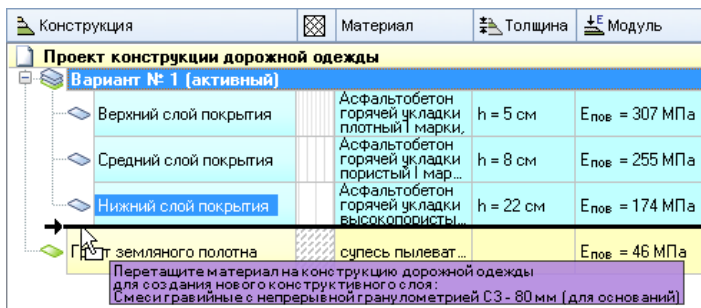 Конструкция Материал Толщина Модуль
Проект конструкции дорожной одежды
Вариант № 1 (активный)
Верхний слой покрытия Асфальтобетон горячей укладки плотный I марки, h = 5 см Eпов = 307 МПа
Средний слой покрытия Асфальтобетон горячей укладки пористый I мар... h = 8 см Eпов = 255 МПа
Нижний слой покрытия Асфальтобетон горячей укладки высокопористы... h = 22 см Eпов = 174 МПа
земляного полотна супесь пылеват... Eпов = 46 МПа
Перетащите материал на конструкцию дорожной одежды
для создания нового конструктивного слоя:
Смеси гравийные с непрерывной гранулометрией С3 - 80 мм (для оснований)